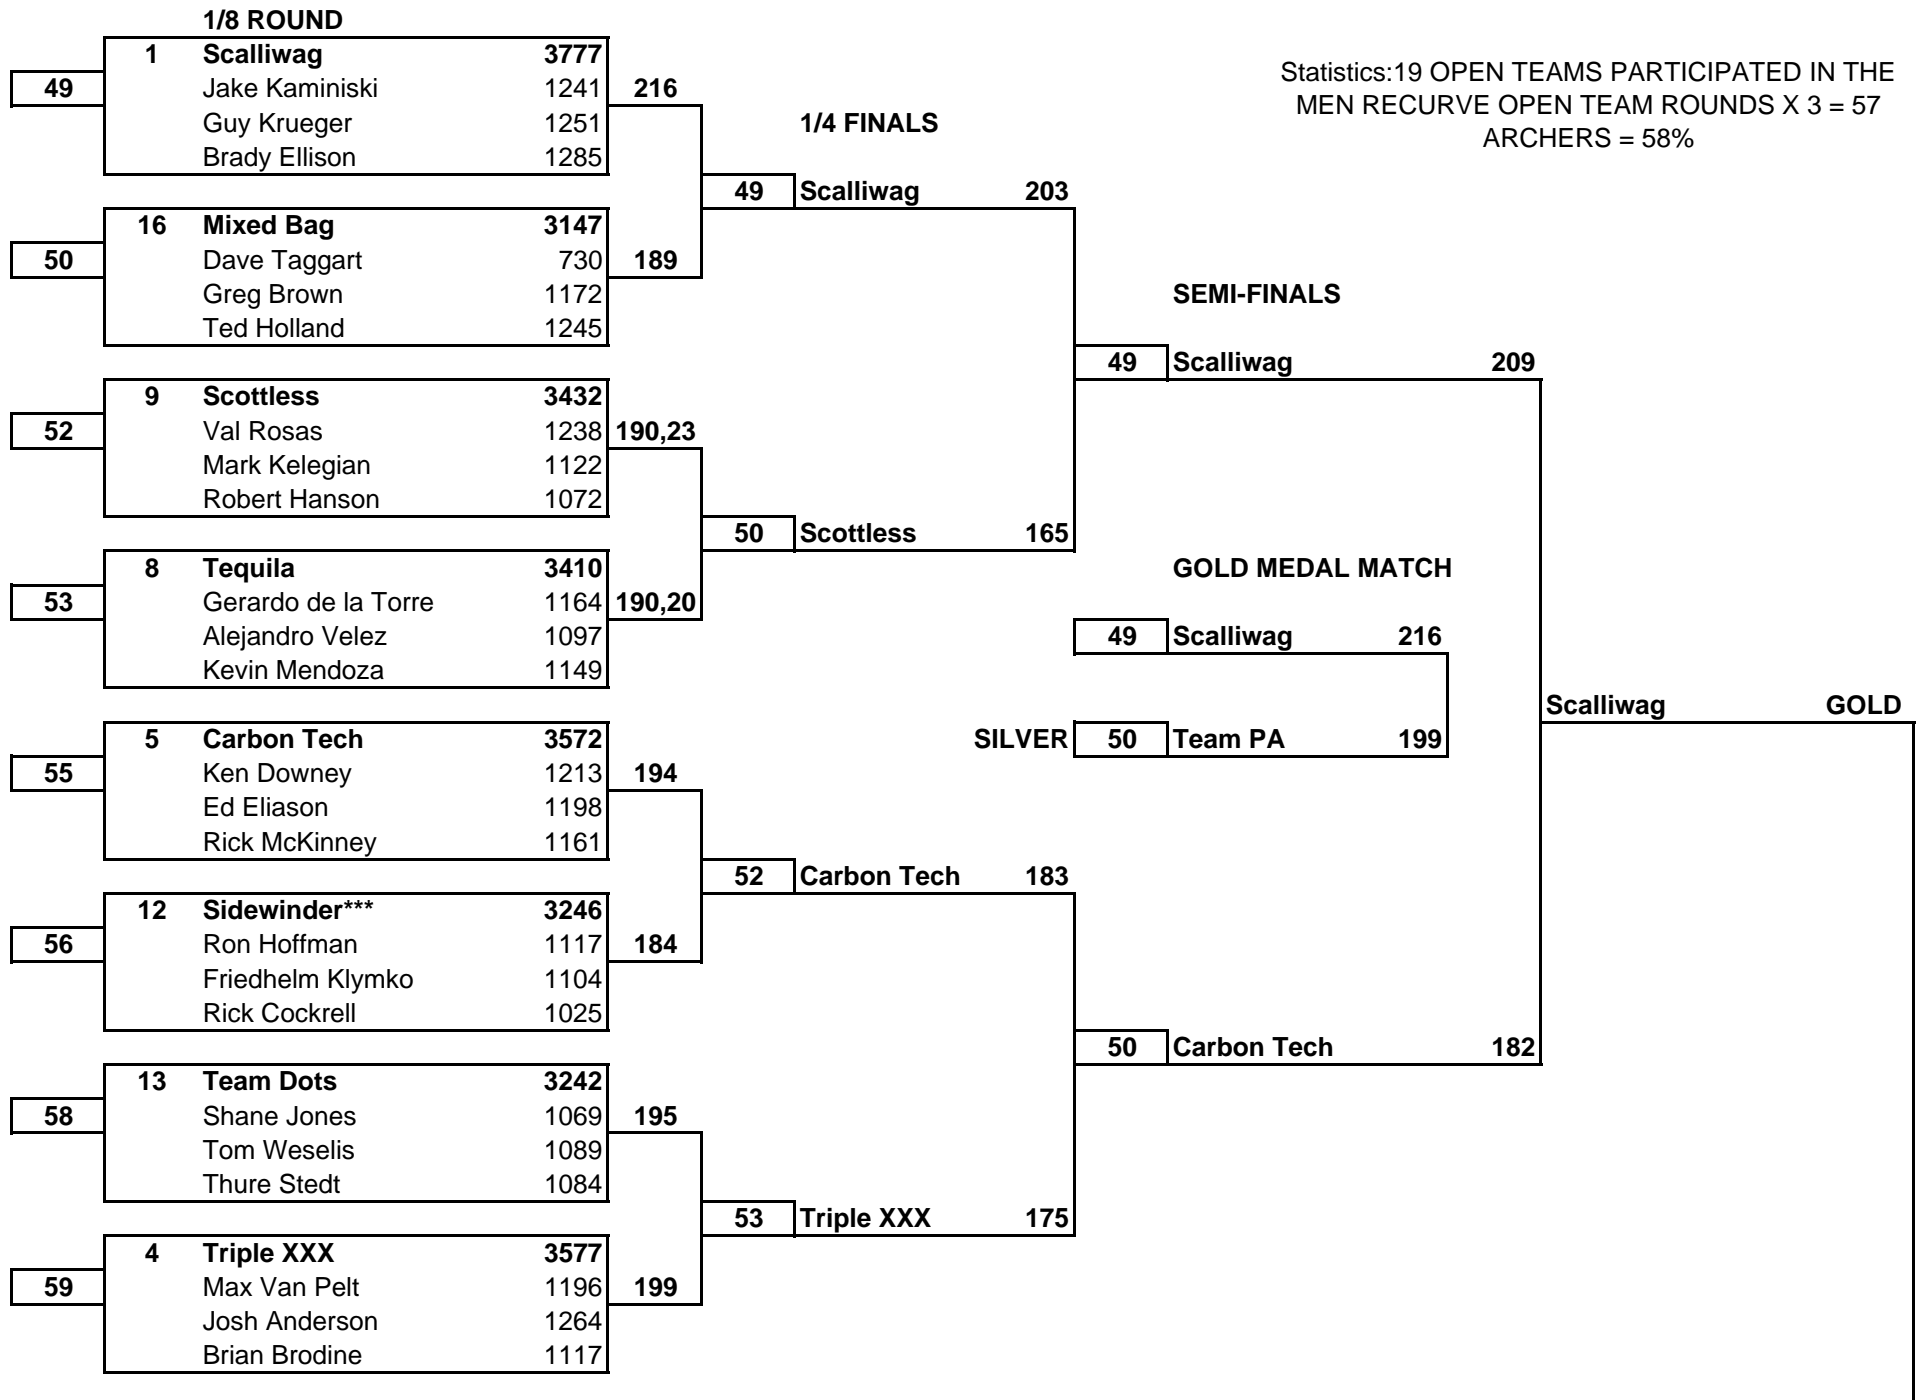 1/8 ROUND
1 Scalliwag 3777
49 Jake Kaminiski 1241 216
Guy Krueger 1251
Brady Ellison 1285
16 Mixed Bag 3147
50 Dave Taggart 730 189
Greg Brown 1172
Ted Holland 1245
9 Scottless 3432
52 Val Rosas 1238 190,23
Mark Kelegian 1122
Robert Hanson 1072
8 Tequila 3410
53 Gerardo de la Torre 1164 190,20
Alejandro Velez 1097
Kevin Mendoza 1149
5 Carbon Tech 3572
55 Ken Downey 1213 194
Ed Eliason 1198
Rick McKinney 1161
12 Sidewinder*** 3246
56 Ron Hoffman 1117 184
Friedhelm Klymko 1104
Rick Cockrell 1025
13 Team Dots 3242
58 Shane Jones 1069 195
Tom Weselis 1089
Thure Stedt 1084
4 Triple XXX 3577
59 Max Van Pelt 1196 199
Josh Anderson 1264
Brian Brodine 1117
1/4 FINALS
49 Scalliwag 203
50 Scottless 165
52 Carbon Tech 183
53 Triple XXX 175
SEMI-FINALS
49 Scalliwag 209
50 Carbon Tech 182
GOLD MEDAL MATCH
49 Scalliwag 216
SILVER 50 Team PA 199
Scalliwag GOLD
Statistics:19 OPEN TEAMS PARTICIPATED IN THE
MEN RECURVE OPEN TEAM ROUNDS X 3 = 57
ARCHERS = 58%